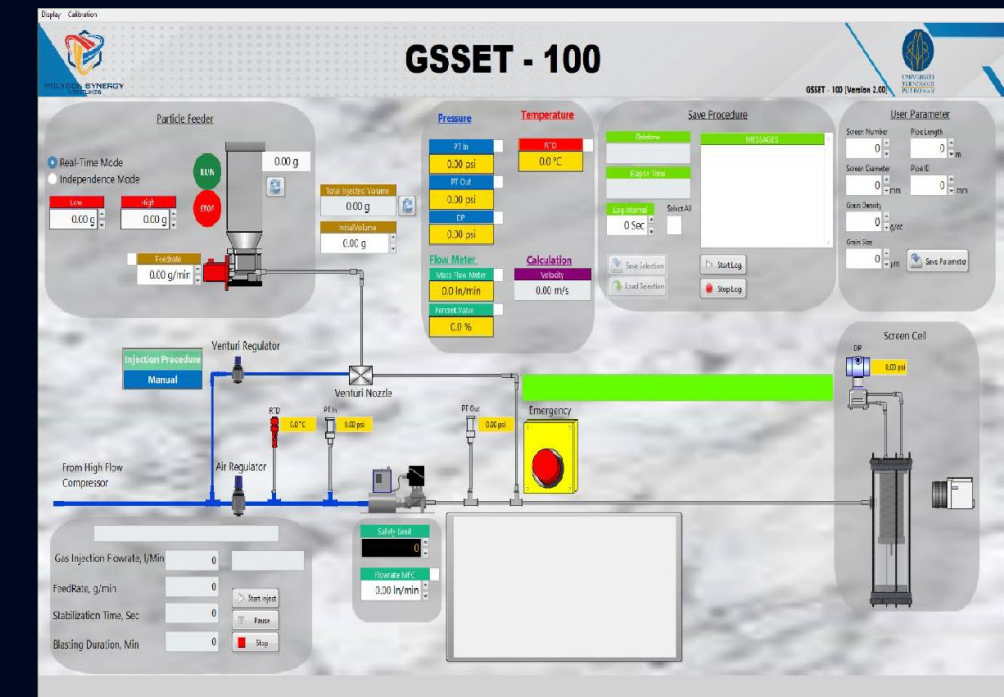 Display Calibration
GSSET - 100
POLYGON SYNERGY
VENTURES
GSSET - 100 [Version 2.00]
UNIVERSITI
TEKNOLOGI
PETRONAS
Particle Feeder
Real-Time Mode
Independence Mode
Low
0.00 g
High
0.00 g
RUN
STOP
0.00 g
Feedrate
0.00 g/min
Total Injected Volume
0.00 g
InitialVolume
0.00 g
Pressure
PT In
0.00 psi
PT Out
0.00 psi
DP
0.00 psi
Temperature
RTD
0.0 °C
Flow Meter
Mass Flow Meter
0.0 ln/min
Percent Value
0.0 %
Calculation
Velocity
0.00 m/s
Save Procedure
Datetime
Elapse Time
Log Interval
0 Sec
Select All
MESSAGES
Save Selection
Load Selection
Start Log
Stop Log
User Parameter
Screen Number
0
Pipe Length
0 m
Screen Diameter
0 mm
Pipe ID
0 mm
Grain Density
0 g/cc
Grain Size
0 µm
Save Parameter
Injection Procedure
Manual
Venturi Regulator
Venturi Nozzle
RTD
0.0 °C
PT In
0.00 psi
PT Out
0.00 psi
Emergency
Screen Cell
DP
0.00 psi
From High Flow
Compressor
Air Regulator
Safety Limit
0
Flowrate MFC
0.00 ln/min
Gas Injection Flowrate, l/Min
0
FeedRate, g/min
0
Stabilization Time, Sec
0
Blasting Duration, Min
0
Start Inject
Pause
Stop